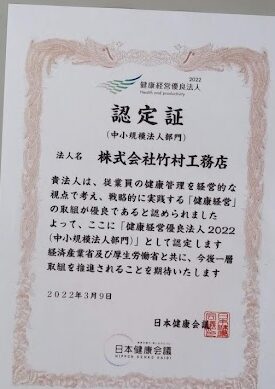 2022
健康経営優良法人
Health and productivity
認定証
(中小規模法人部門)
法人名 株式会社竹村工務店
貴法人は、従業員の健康管理を経営的な
視点で考え、戦略的に実践する「健康経営」
の取組が優良であると認められました
よって、ここに「健康経営優良法人2022
(中小規模法人部門)」として認定します
経済産業省及び厚生労働省と共に、今後一層
取組を推進されることを期待いたします
2022年3月9日
日本健康会議
日本健康会議
NIPPON KENKO KAIGI